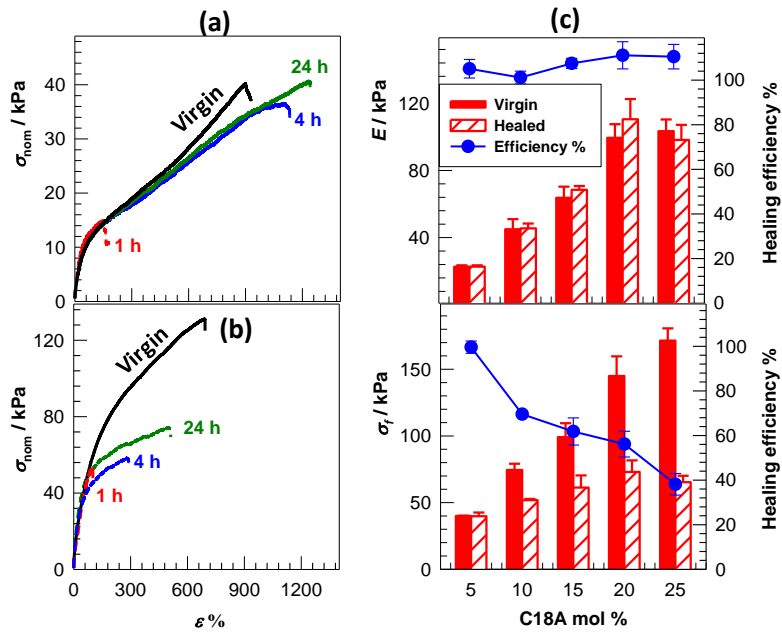 (a)
50
40
30
20
10
0
σnom / kPa
Virgin
24 h
4 h
1 h
(b)
120
80
40
0
σnom / kPa
Virgin
24 h
4 h
1 h
0 300 600 900 1200
ε %
(c)
120
80
40
E / kPa
Virgin
Healed
Efficiency %
100
80
60
40
20
0
Healing efficiency %
150
100
50
0
σf / kPa
100
80
60
40
20
0
Healing efficiency %
5 10 15 20 25
C18A mol %